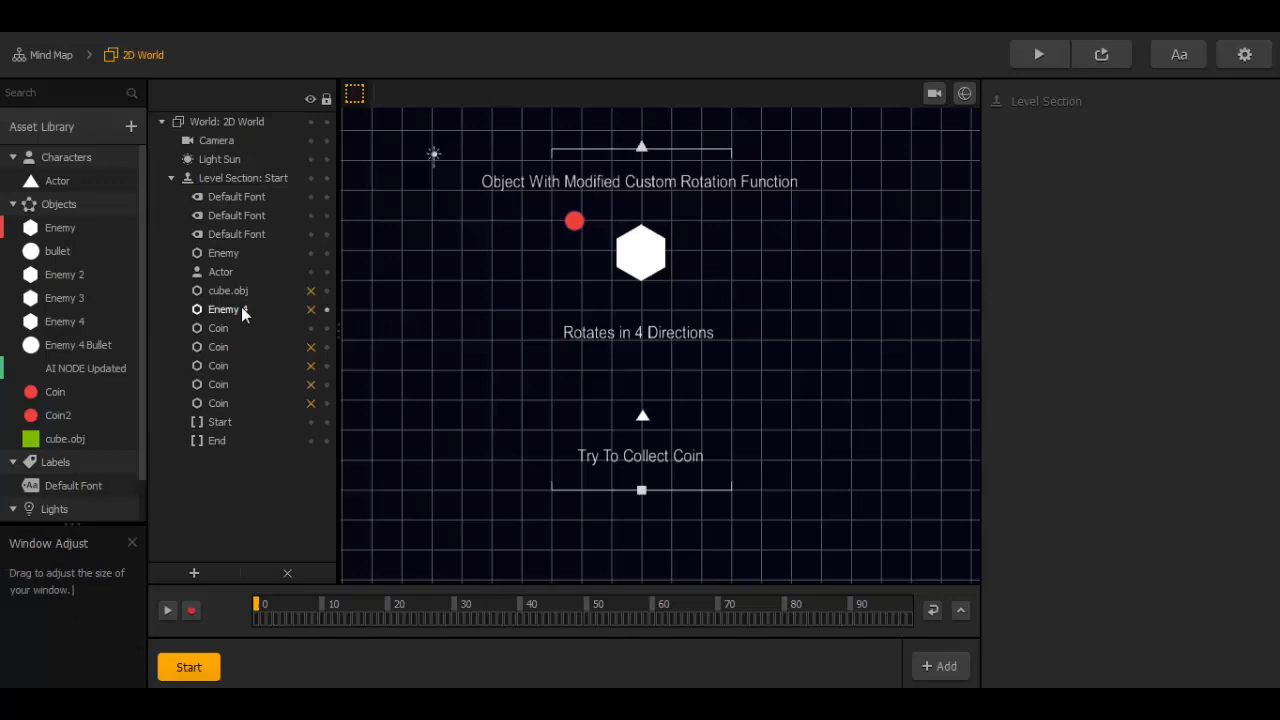 Mind Map
2D World
Aa
Search
Asset Library
Characters
Actor
Objects
Enemy
bullet
Enemy 2
Enemy 3
Enemy 4
Enemy 4 Bullet
AI NODE Updated
Coin
Coin2
cube.obj
Labels
Aa Default Font
Lights
Window Adjust
Drag to adjust the size of
your window.
World: 2D World
Camera
Light Sun
Level Section: Start
Default Font
Default Font
Default Font
Enemy
Actor
cube.obj
Enemy 4
Coin
Coin
Coin
Coin
Coin
Start
End
Object With Modified Custom Rotation Function
Rotates in 4 Directions
Try To Collect Coin
Level Section
0 10 20 30 40 50 60 70 80 90
Start
+ Add